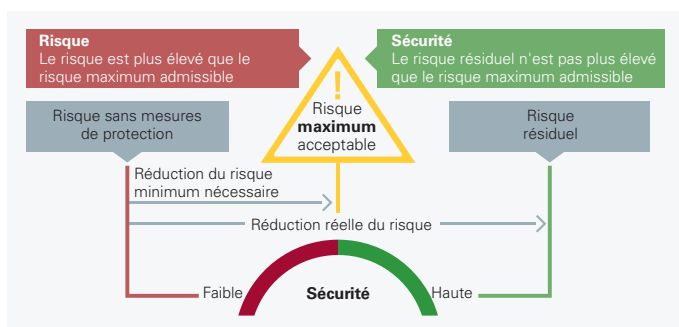 Risque
Le risque est plus élevé que le
risque maximum admissible
Sécurité
Le risque résiduel n'est pas plus élevé
que le risque maximum admissible
!
Risque
maximum
acceptable
Risque sans mesures
de protection
Risque
résiduel
Réduction du risque
minimum nécessaire
Réduction réelle du risque
Faible
Sécurité
Haute